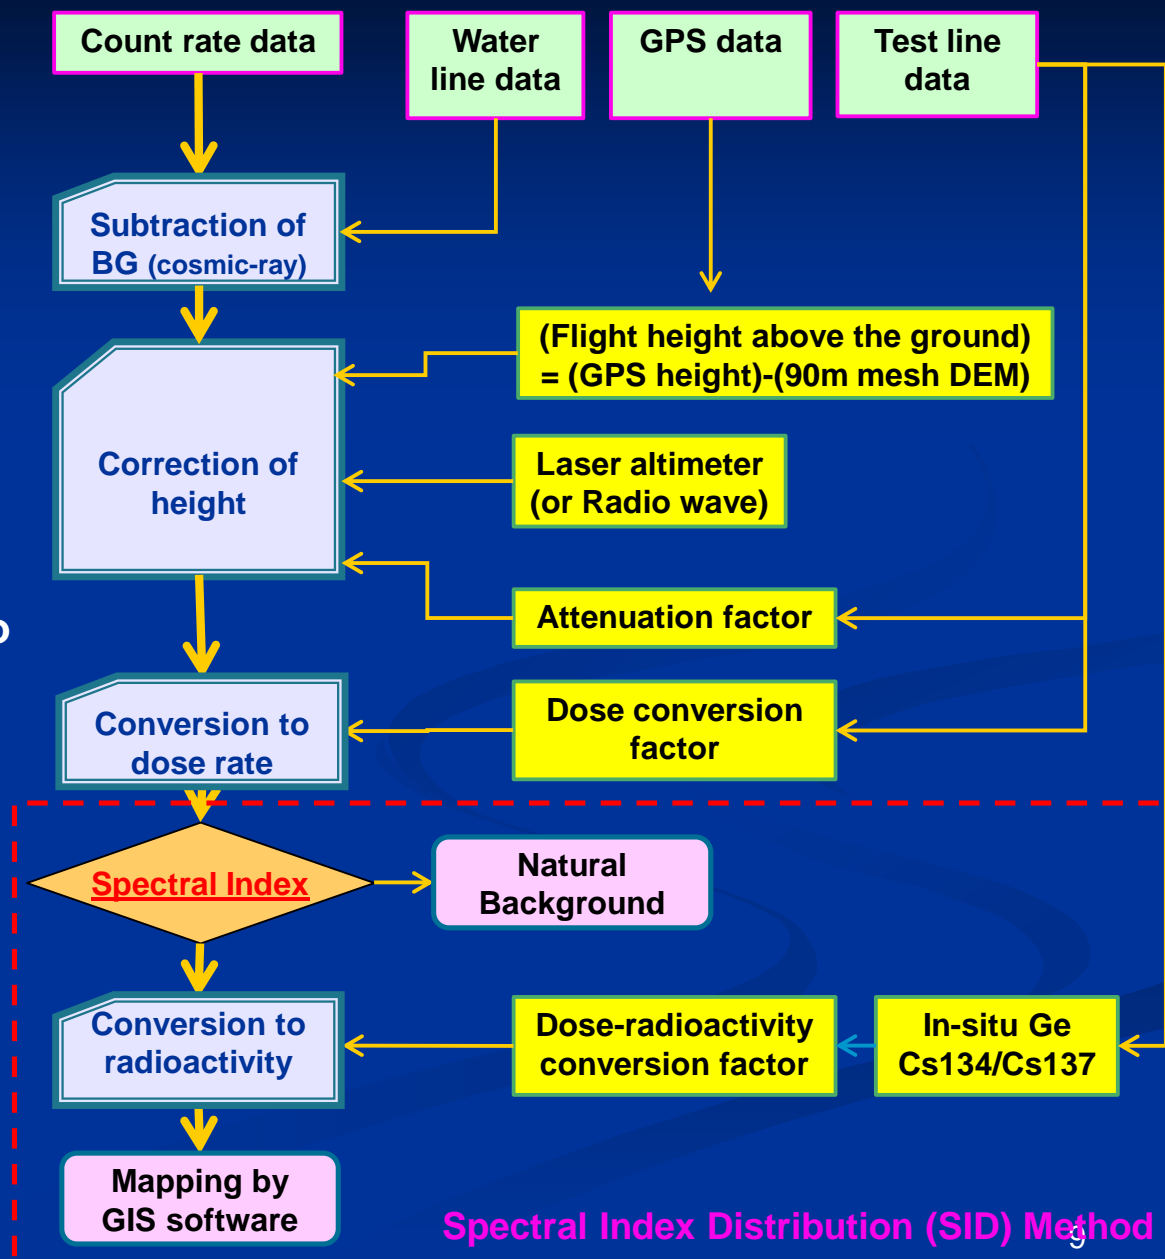 Count rate data
Water
line data
GPS data
Test line
data
Subtraction of
BG (cosmic-ray)
(Flight height above the ground)
= (GPS height)-(90m mesh DEM)
Correction of
height
Laser altimeter
(or Radio wave)
Attenuation factor
Conversion to
dose rate
Dose conversion
factor
Spectral Index
Natural
Background
Conversion to
radioactivity
Dose-radioactivity
conversion factor
In-situ Ge
Cs134/Cs137
Mapping by
GIS software
Spectral Index Distribution (SID) Method
9